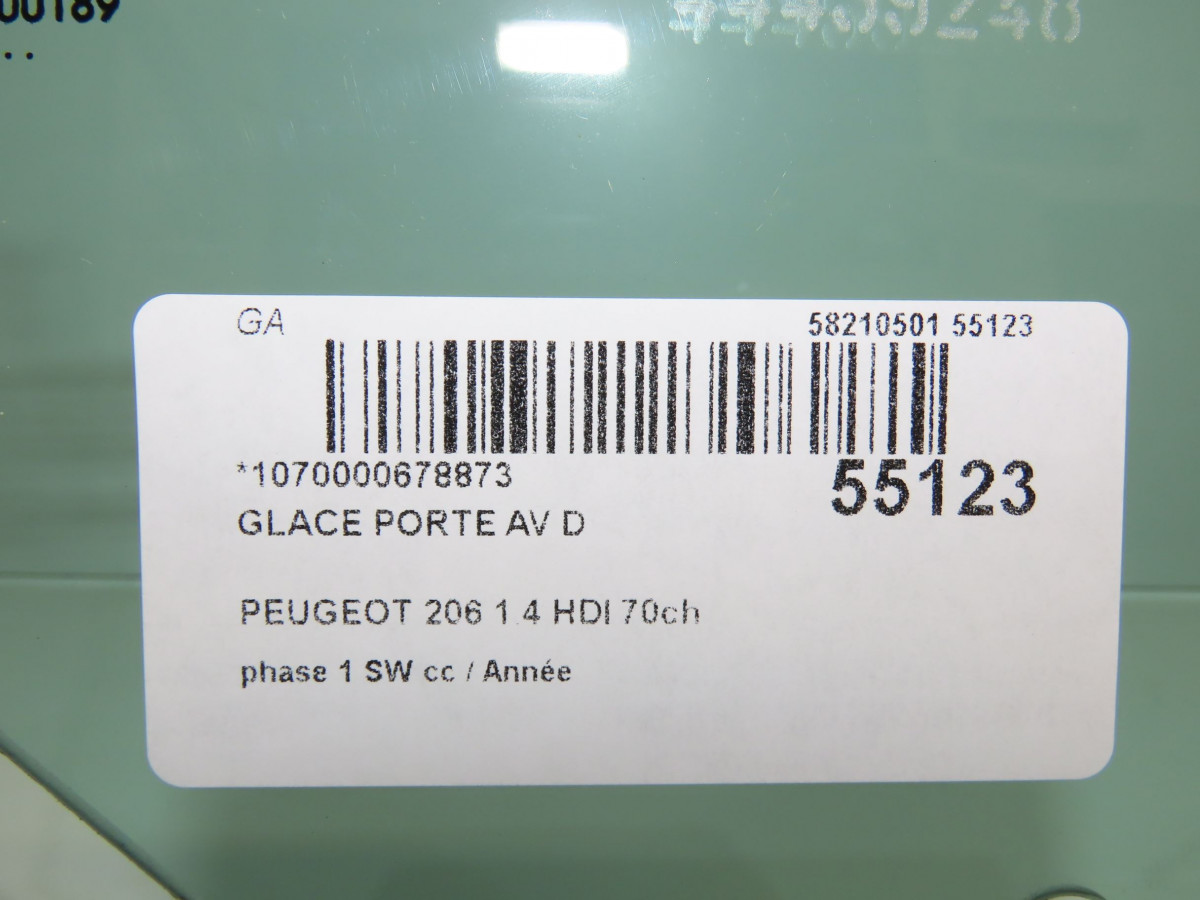 00189
GA
58210501 55123
*1070000678873
55123
GLACE PORTE AV D
PEUGEOT 206 1.4 HDI 70ch
phase 1 SW cc / Année